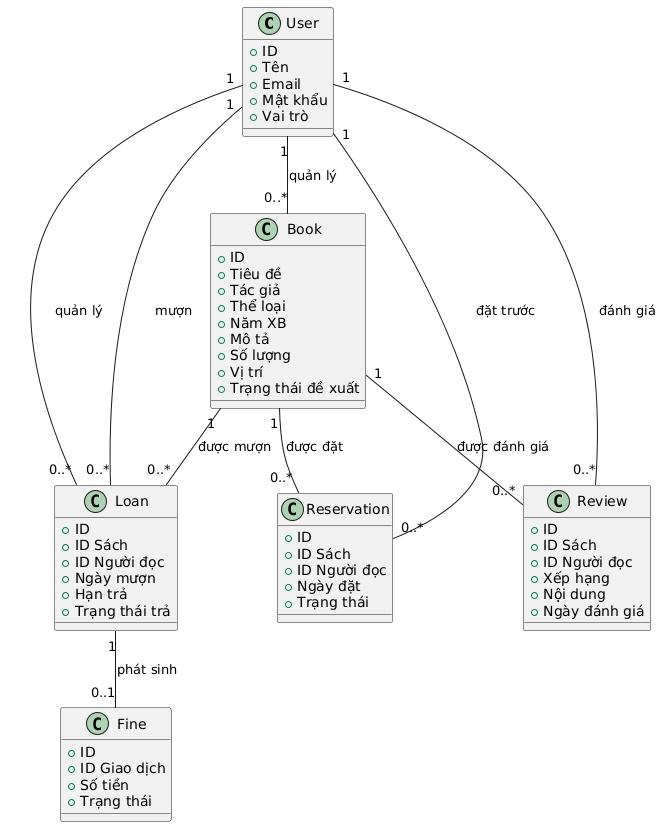 C User
ID
Tên
Email
Mật khẩu
Vai trò
1
1
1
1
1
quản lý
0..*
C Book
ID
Tiêu đề
Tác giả
Thể loại
Năm XB
Mô tả
Số lượng
Vị trí
Trạng thái đề xuất
quản lý
mượn
đặt trước
đánh giá
1
1
1
được mượn
được đặt
được đánh giá
0..*
0..*
0..*
0..*
0..*
0..*
0..*
C Loan
ID
ID Sách
ID Người đọc
Ngày mượn
Hạn trả
Trạng thái trả
C Reservation
ID
ID Sách
ID Người đọc
Ngày đặt
Trạng thái
C Review
ID
ID Sách
ID Người đọc
Xếp hạng
Nội dung
Ngày đánh giá
1
phát sinh
0..1
C Fine
ID
ID Giao dịch
Số tiền
Trạng thái